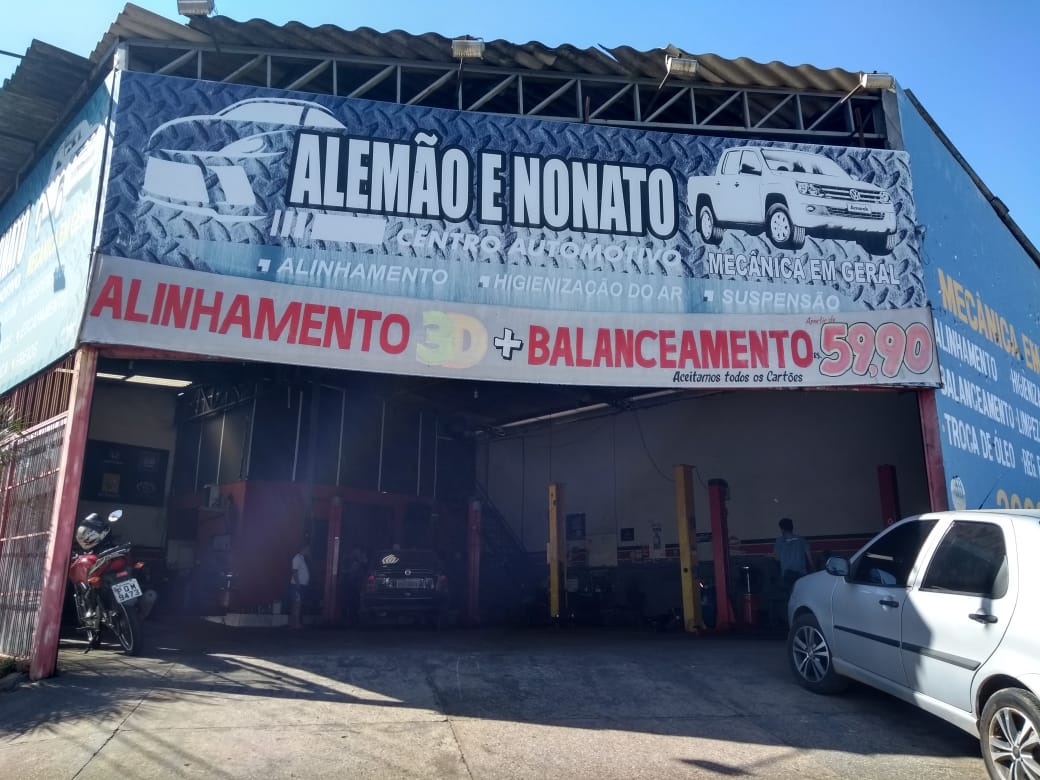 ALEMÃO E NONATO
CENTRO AUTOMOTIVO
MECÂNICA EM GERAL
ALINHAMENTO
HIGIENIZAÇÃO DO AR
SUSPENSÃO
ALINHAMENTO 3D + BALANCEAMENTO
A partir de
R$ 59,90
Aceitamos todos os Cartões
MECÂNICA EM
ALINHAMENTO
BALANCEAMENTO
TROCA DE ÓLEO